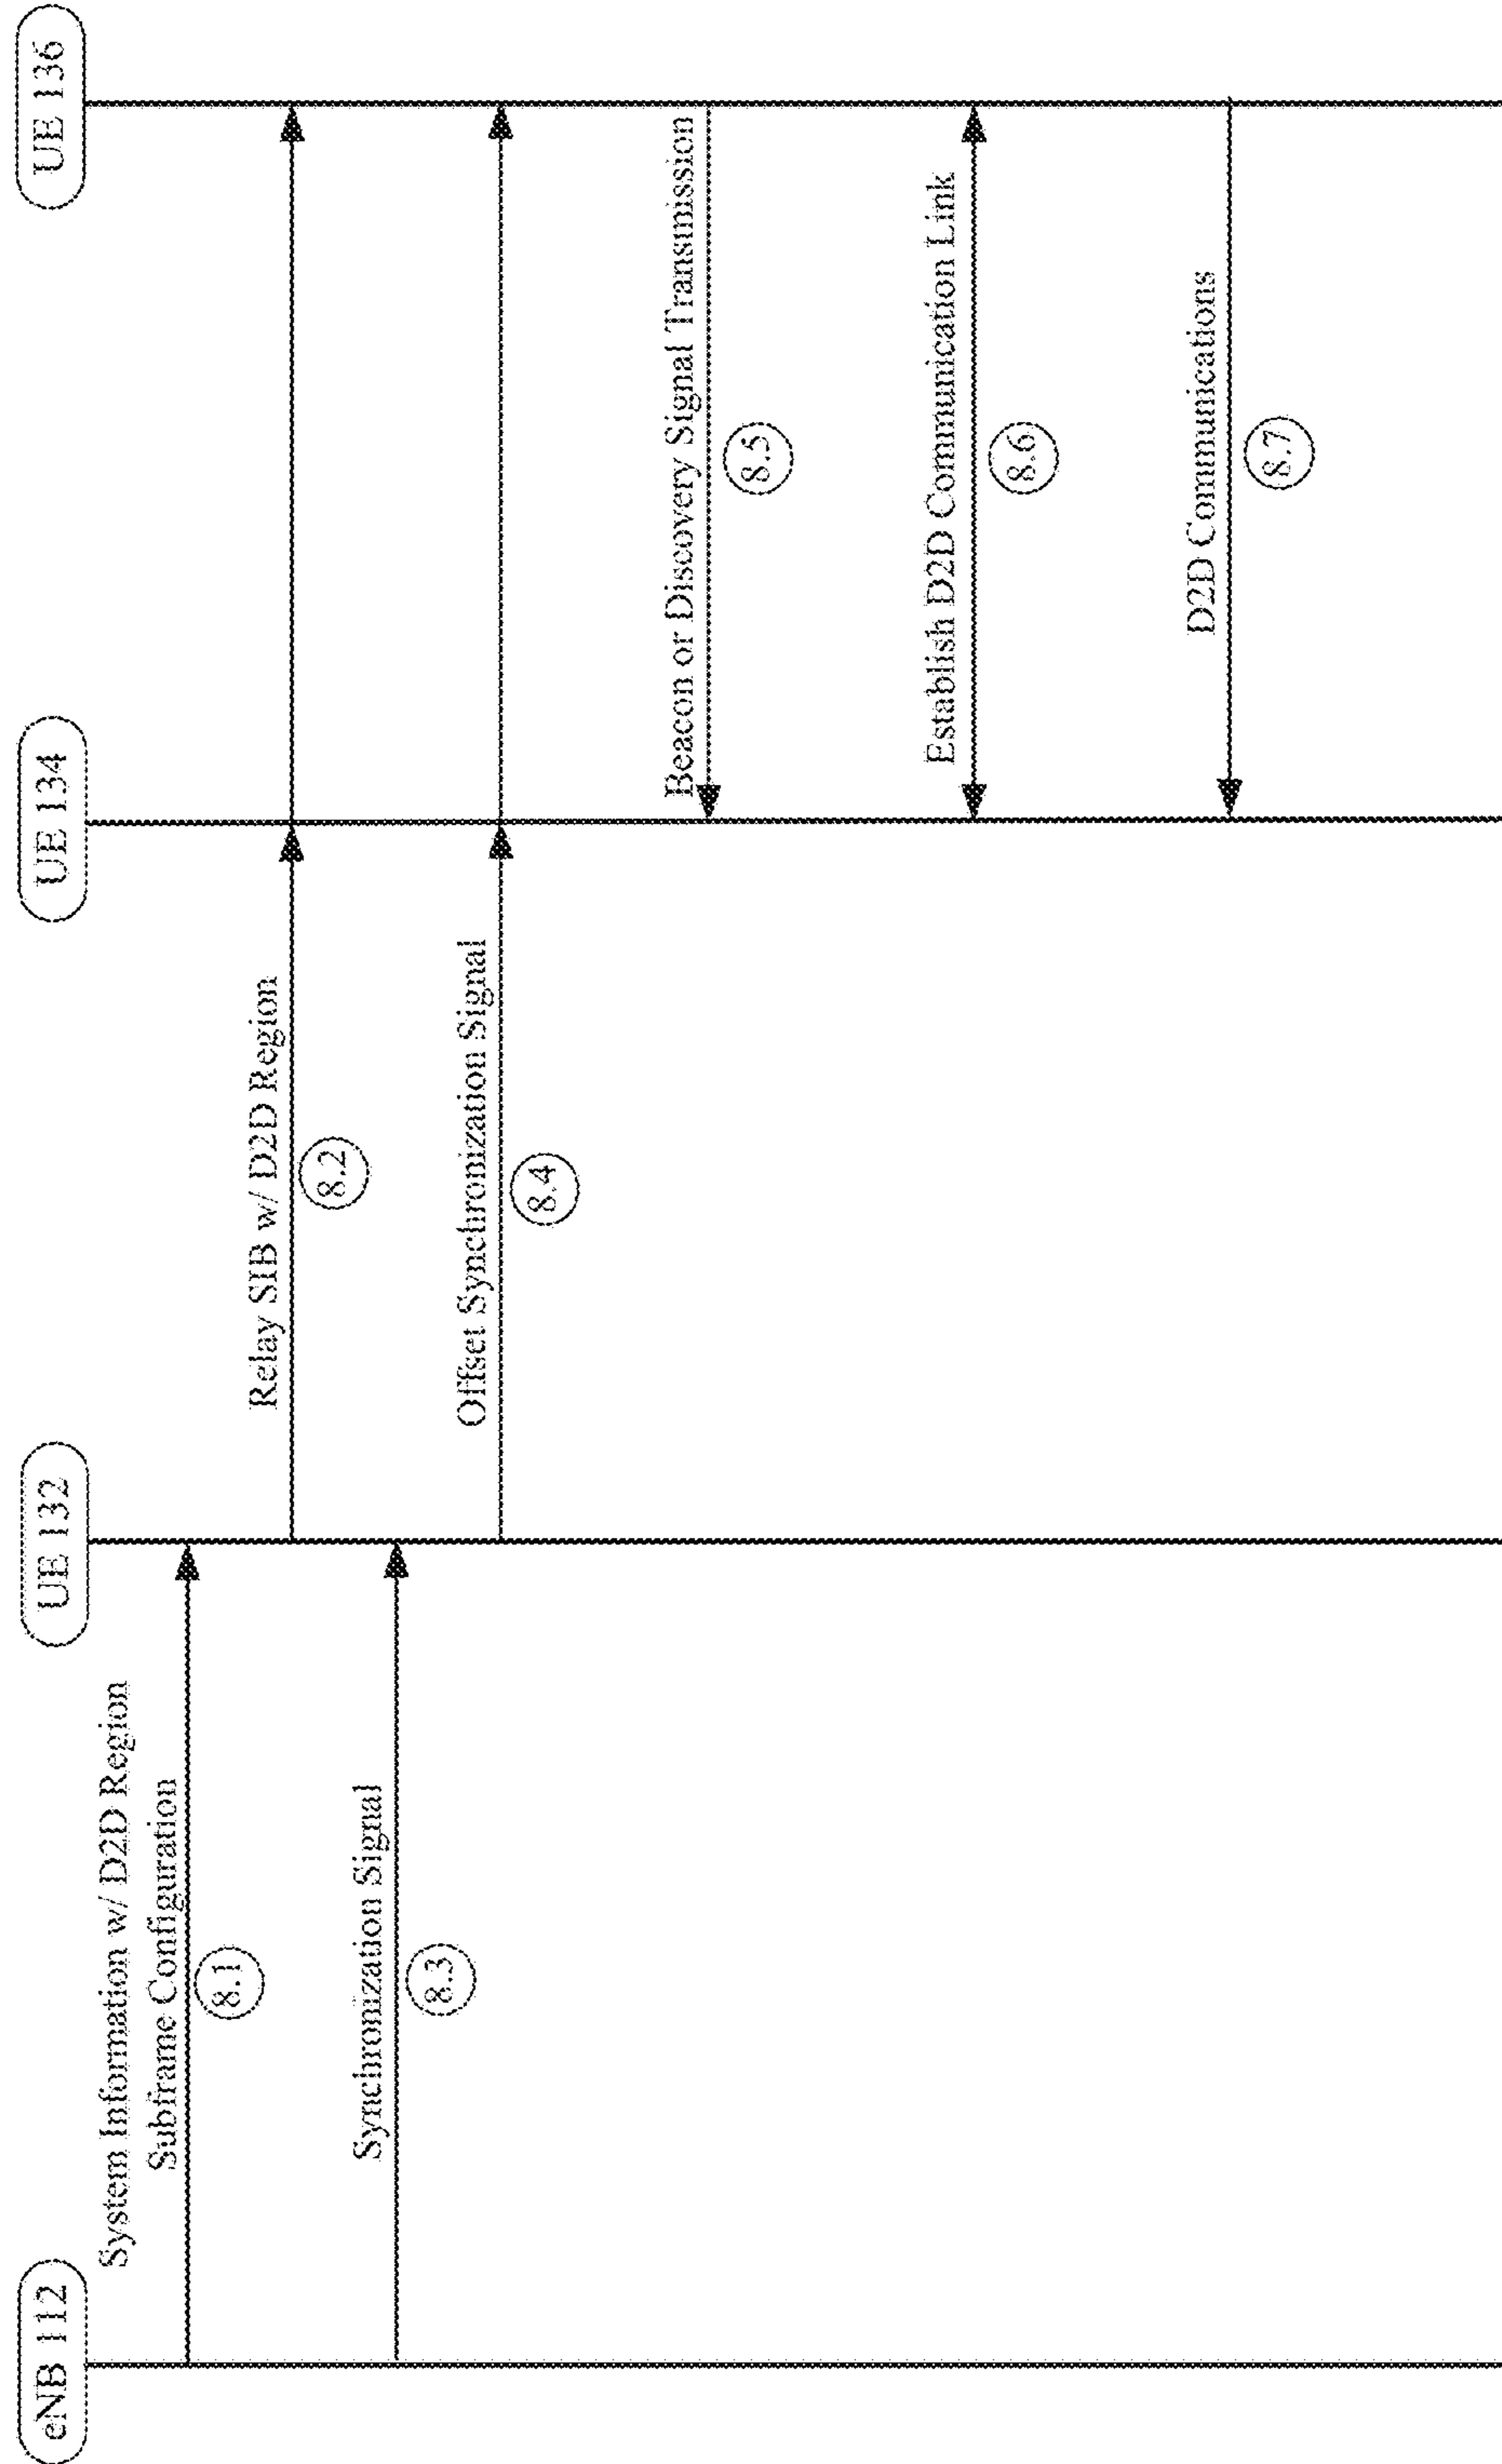 eNB 112
UE 132
UE 134
UE 136
System Information w/ D2D Region
Subframe Configuration
8.1
Relay SIB w/ D2D Region
8.2
Synchronization Signal
8.3
Offset Synchronization Signal
8.4
Beacon or Discovery Signal Transmission
8.5
Establish D2D Communication Link
8.6
D2D Communications
8.7